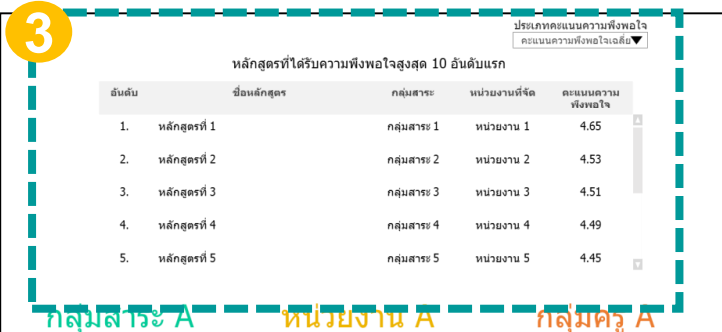 3
ประเภทคะแนนความพึงพอใจ
คะแนนความพึงพอใจเฉลี่ย
หลักสูตรที่ได้รับความพึงพอใจสูงสุด 10 อันดับแรก
อันดับ ชื่อหลักสูตร กลุ่มสาระ หน่วยงานที่จัด คะแนนความพึงพอใจ
1. หลักสูตรที่ 1 กลุ่มสาระ 1 หน่วยงาน 1 4.65
2. หลักสูตรที่ 2 กลุ่มสาระ 2 หน่วยงาน 2 4.53
3. หลักสูตรที่ 3 กลุ่มสาระ 3 หน่วยงาน 3 4.51
4. หลักสูตรที่ 4 กลุ่มสาระ 4 หน่วยงาน 4 4.49
5. หลักสูตรที่ 5 กลุ่มสาระ 5 หน่วยงาน 5 4.45
กลุ่มสาระ A หน่วยงาน A กลุ่มครู A